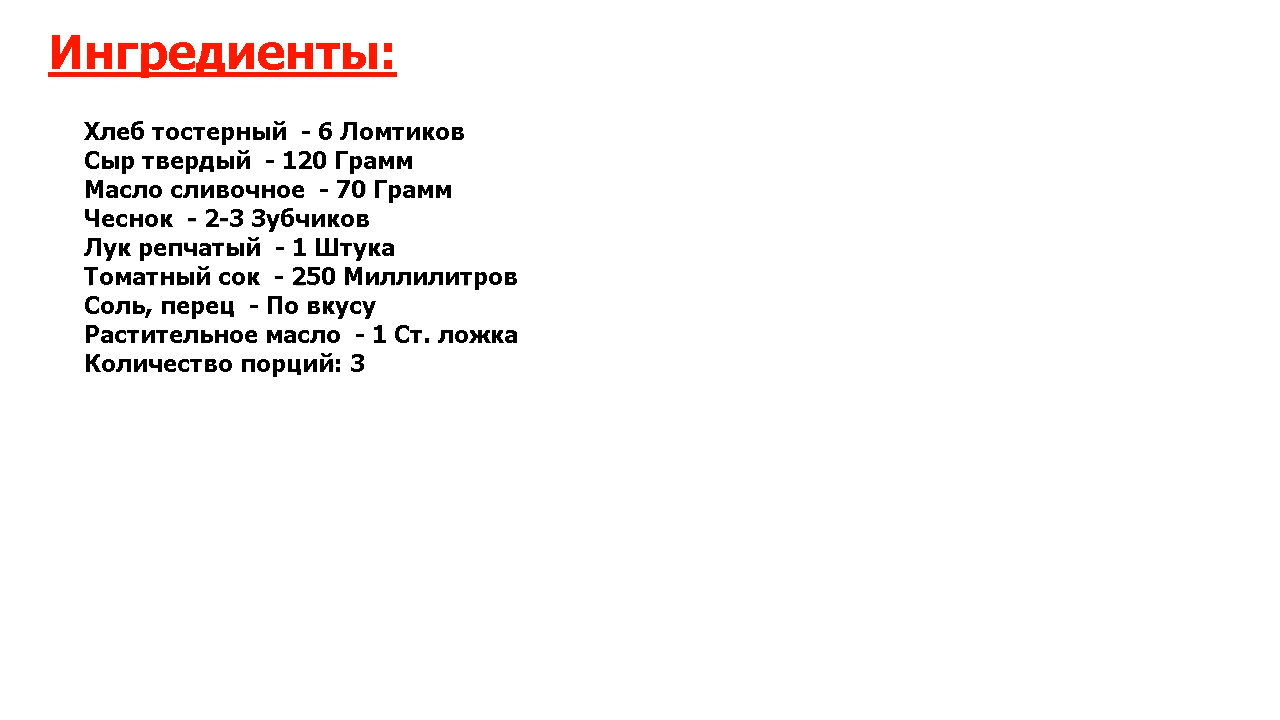 Ингредиенты:
Хлеб тостерный - 6 Ломтиков
Сыр твердый - 120 Грамм
Масло сливочное - 70 Грамм
Чеснок - 2-3 Зубчиков
Лук репчатый - 1 Штука
Томатный сок - 250 Миллилитров
Соль, перец - По вкусу
Растительное масло - 1 Ст. ложка
Количество порций: 3